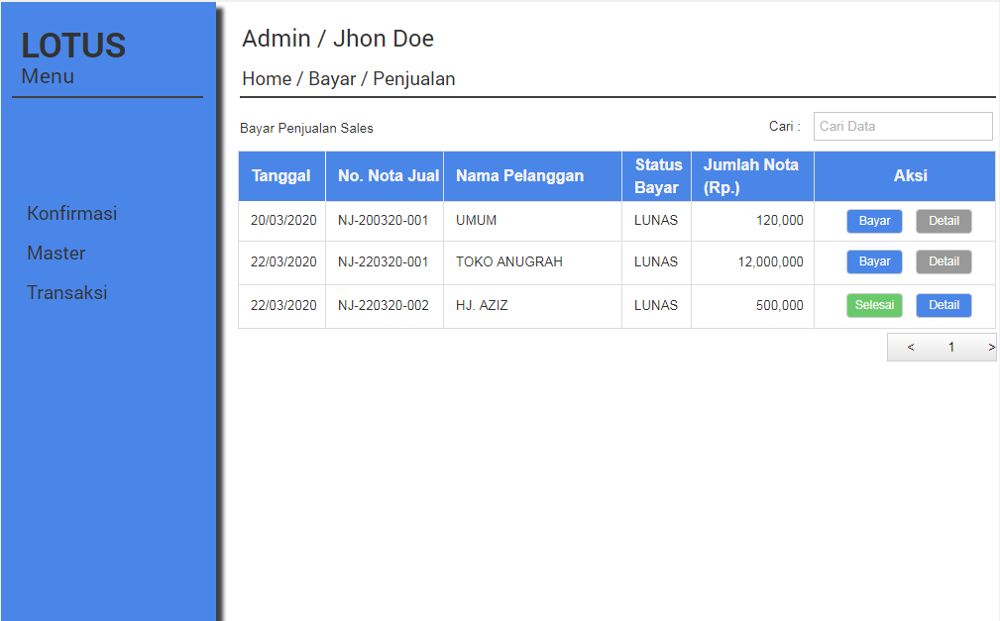 LOTUS
Menu
Konfirmasi
Master
Transaksi
Admin / Jhon Doe
Home / Bayar / Penjualan
Bayar Penjualan Sales
Cari :
Cari Data
Tanggal No. Nota Jual Nama Pelanggan Status Bayar Jumlah Nota (Rp.) Aksi
20/03/2020 NJ-200320-001 UMUM LUNAS 120,000 Bayar Detail
22/03/2020 NJ-220320-001 TOKO ANUGRAH LUNAS 12,000,000 Bayar Detail
22/03/2020 NJ-220320-002 HJ. AZIZ LUNAS 500,000 Selesai Detail
< 1 >